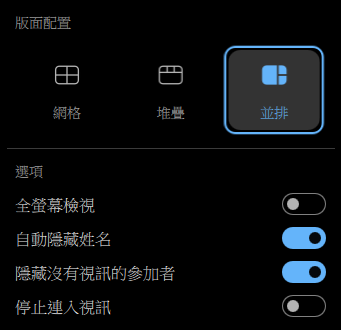 版面配置
網格
堆疊
並排
選項
全螢幕檢視
自動隱藏姓名
隱藏沒有視訊的參加者
停止連入視訊